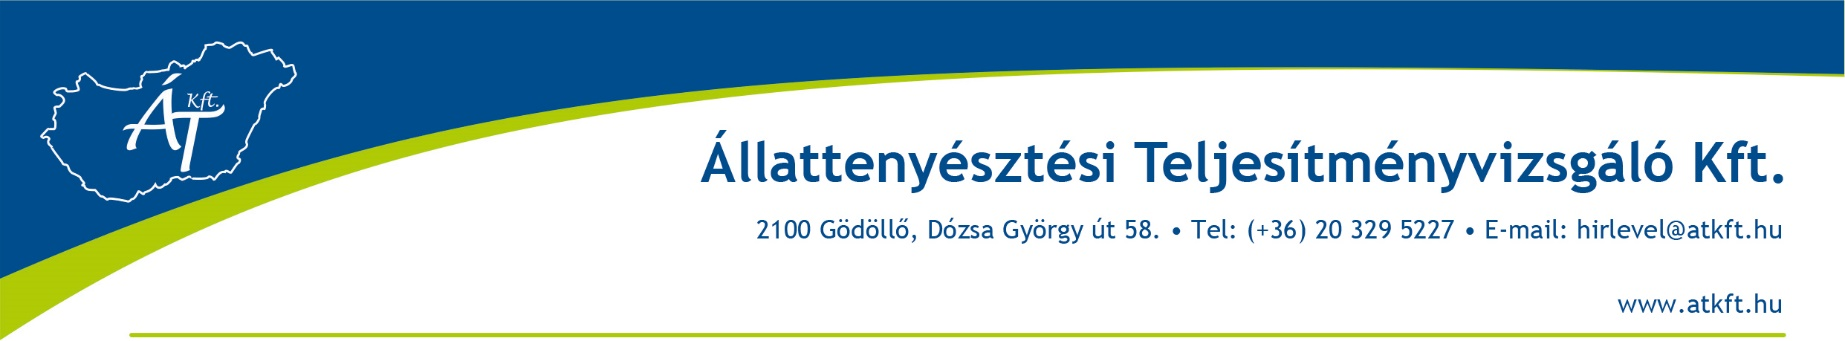 ÁT Kft.
Állattenyésztési Teljesítményvizsgáló Kft.
2100 Gödöllő, Dózsa György út 58. • Tel: (+36) 20 329 5227 • E-mail: hirlevel@atkft.hu
www.atkft.hu